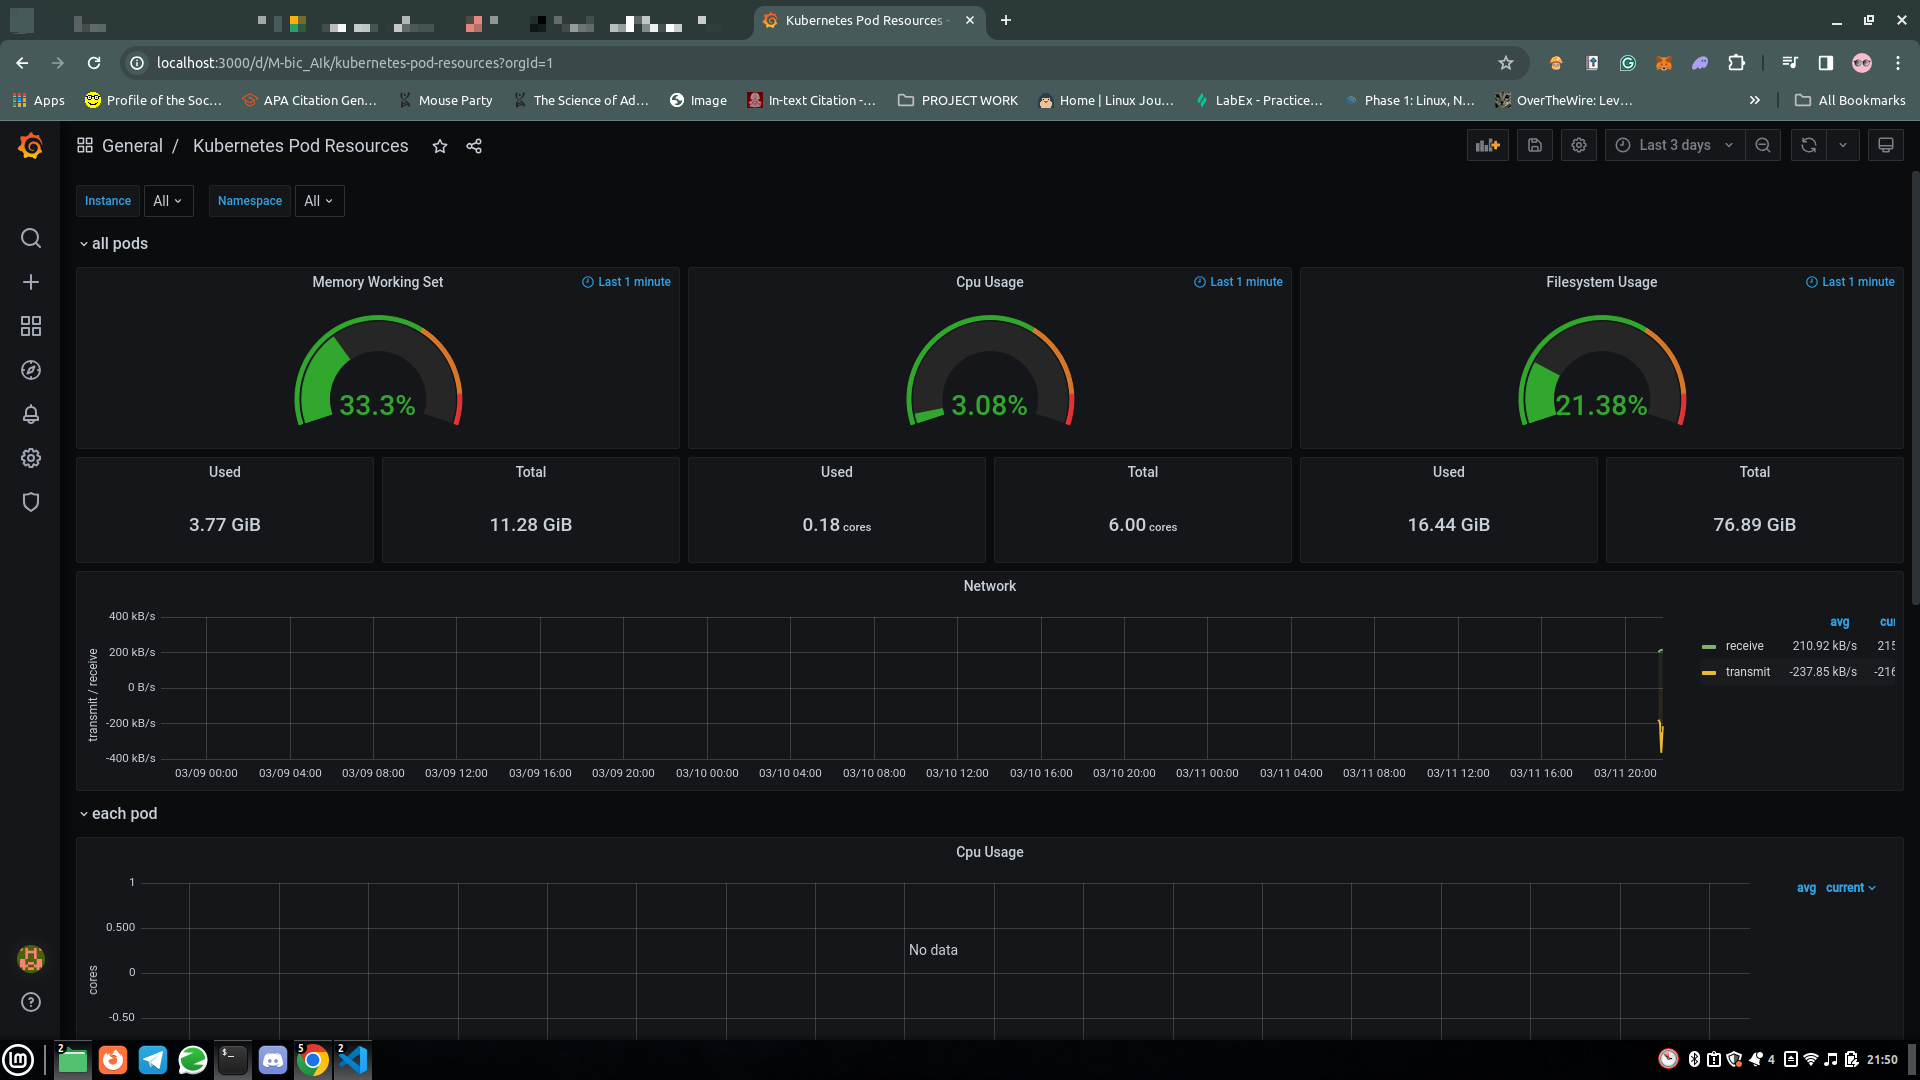 Kubernetes Pod Resources -
localhost:3000/d/M-bic_AIk/kubernetes-pod-resources?orgId=1
Apps
Profile of the Soc...
APA Citation Gen...
Mouse Party
The Science of Ad...
Image
In-text Citation -...
PROJECT WORK
Home | Linux Jou...
LabEx - Practice...
Phase 1: Linux, N...
OverTheWire: Lev...
All Bookmarks
General / Kubernetes Pod Resources
Last 3 days
Instance All Namespace All
all pods
Memory Working Set Last 1 minute
Cpu Usage Last 1 minute
Filesystem Usage Last 1 minute
33.3%
3.08%
21.38%
Used Total Used Total Used Total
3.77 GiB 11.28 GiB 0.18 cores 6.00 cores 16.44 GiB 76.89 GiB
Network
transmit / receive
400 kB/s
200 kB/s
0 B/s
-200 kB/s
-400 kB/s
03/09 00:00 03/09 04:00 03/09 08:00 03/09 12:00 03/09 16:00 03/09 20:00 03/10 00:00 03/10 04:00 03/10 08:00 03/10 12:00 03/10 16:00 03/10 20:00 03/11 00:00 03/11 04:00 03/11 08:00 03/11 12:00 03/11 16:00 03/11 20:00
avg cur
receive 210.92 kB/s 215
transmit -237.85 kB/s -216
each pod
Cpu Usage
cores
1
0.500
0
-0.50
No data
avg current
2
5
2
4
21:50